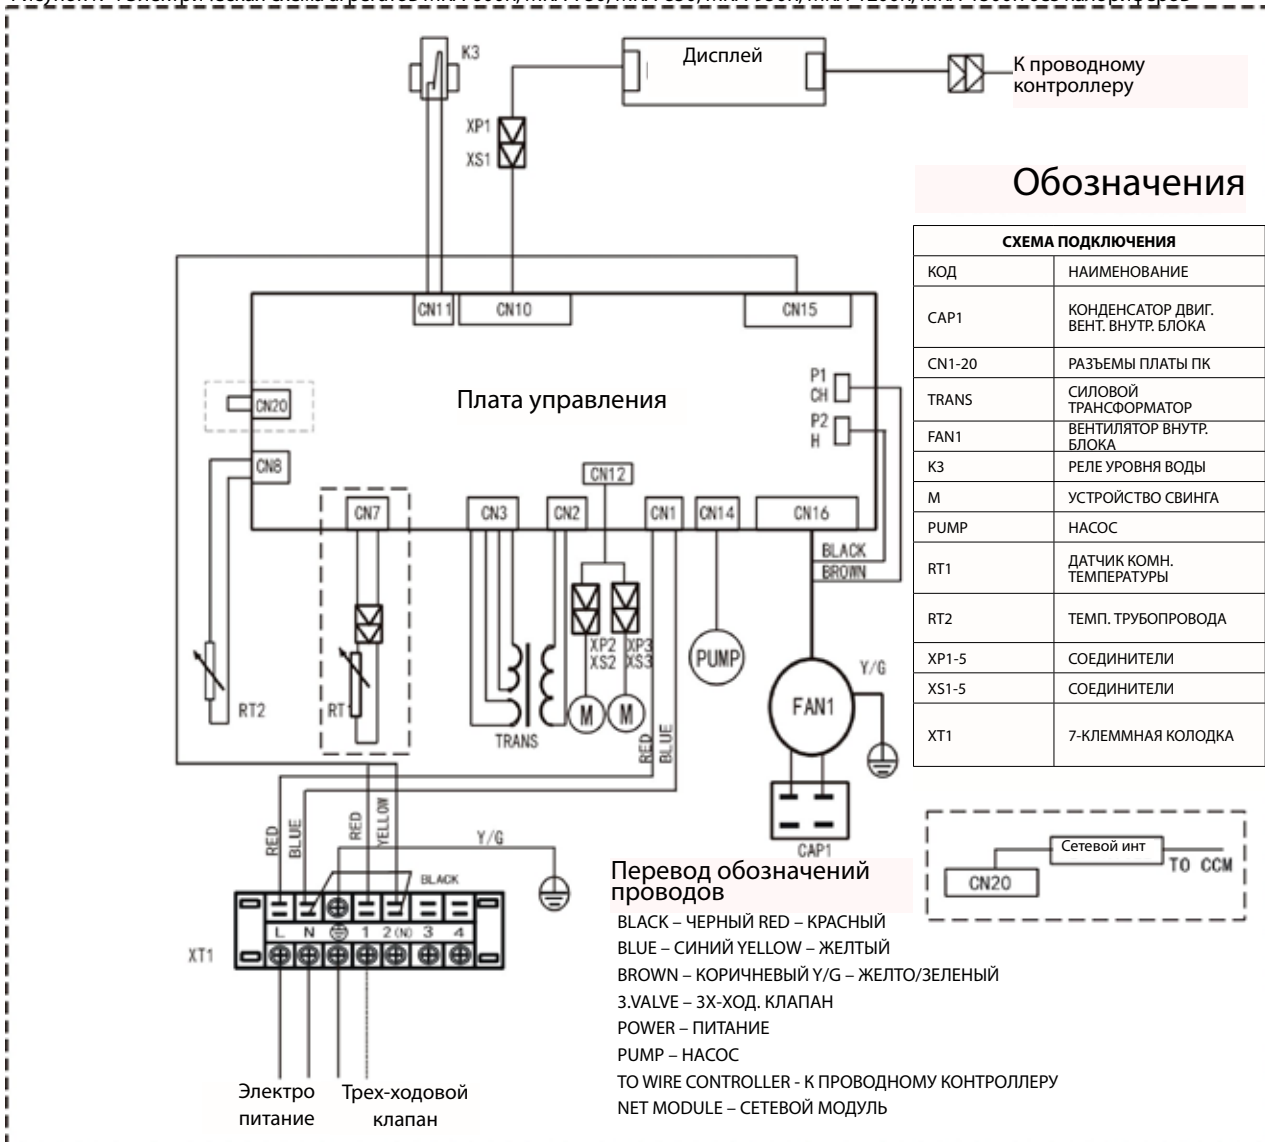 K3
Дисплей
К проводному
контроллеру
XP1
XS1
Обозначения
СХЕМА ПОДКЛЮЧЕНИЯ
КОД НАИМЕНОВАНИЕ
CAP1 КОНДЕНСАТОР ДВИГ.
ВЕНТ. ВНУТР. БЛОКА
CN1-20 РАЗЪЕМЫ ПЛАТЫ ПК
TRANS СИЛОВОЙ
ТРАНСФОРМАТОР
FAN1 ВЕНТИЛЯТОР ВНУТР.
БЛОКА
K3 РЕЛЕ УРОВНЯ ВОДЫ
M УСТРОЙСТВО СВИНГА
PUMP НАСОС
RT1 ДАТЧИК КОМН.
ТЕМПЕРАТУРЫ
RT2 ТЕМП. ТРУБОПРОВОДА
XP1-5 СОЕДИНИТЕЛИ
XS1-5 СОЕДИНИТЕЛИ
XT1 7-КЛЕММНАЯ КОЛОДКА
CN11 CN10 CN15
P1
CH
P2
H
CN20
Плата управления
CN8
CN12
CN7 CN3 CN2 CN1 CN14 CN16
BLACK
BROWN
XP2 XP3
XS2 XS3
PUMP
Y/G
FAN1
RT2 RT1
M M
TRANS
RED
BLUE
RED
BLUE
RED
YELLOW
Y/G
BLACK
CAP1
L N 1 2(N) 3 4
XT1
Сетевой инт
TO CCM
CN20
Перевод обозначений
проводов
BLACK – ЧЕРНЫЙ RED – КРАСНЫЙ
BLUE – СИНИЙ YELLOW – ЖЕЛТЫЙ
BROWN – КОРИЧНЕВЫЙ Y/G – ЖЕЛТО/ЗЕЛЕНЫЙ
3.VALVE – 3Х-ХОД. КЛАПАН
POWER – ПИТАНИЕ
PUMP – НАСОС
TO WIRE CONTROLLER - К ПРОВОДНОМУ КОНТРОЛЛЕРУ
NET MODULE – СЕТЕВОЙ МОДУЛЬ
Электро
питание
Трех-ходовой
клапан